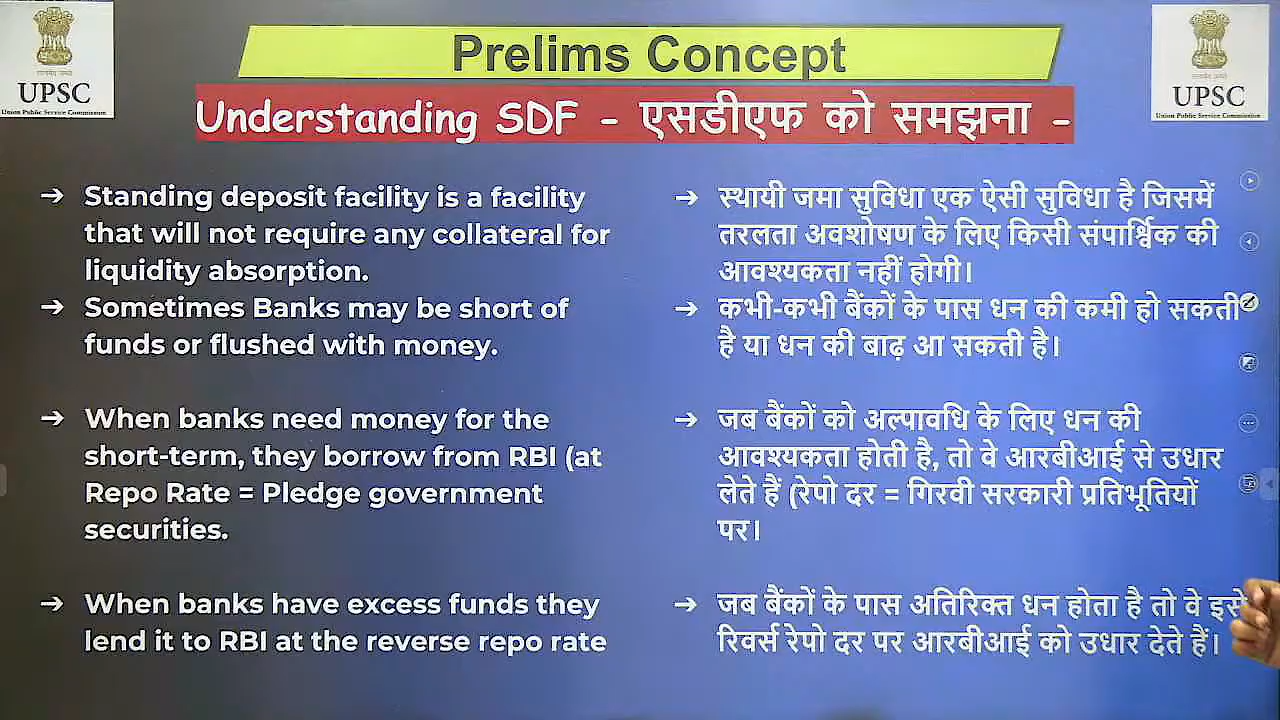 Prelims Concept
UPSC
Union Public Service Commission
UPSC
Union Public Service Commission
Understanding SDF - एसडीएफ को समझना -
➔ Standing deposit facility is a facility
that will not require any collateral for
liquidity absorption.
➔ Sometimes Banks may be short of
funds or flushed with money.
➔ When banks need money for the
short-term, they borrow from RBI (at
Repo Rate = Pledge government
securities.
➔ When banks have excess funds they
lend it to RBI at the reverse repo rate
➔ स्थायी जमा सुविधा एक ऐसी सुविधा है जिसमें
तरलता अवशोषण के लिए किसी संपार्श्विक की
आवश्यकता नहीं होगी।
➔ कभी-कभी बैंकों के पास धन की कमी हो सकती
है या धन की बाढ़ आ सकती है।
➔ जब बैंकों को अल्पावधि के लिए धन की
आवश्यकता होती है, तो वे आरबीआई से उधार
लेते हैं (रेपो दर = गिरवी सरकारी प्रतिभूतियों
पर।
➔ जब बैंकों के पास अतिरिक्त धन होता है तो वे इसे
रिवर्स रेपो दर पर आरबीआई को उधार देते हैं।